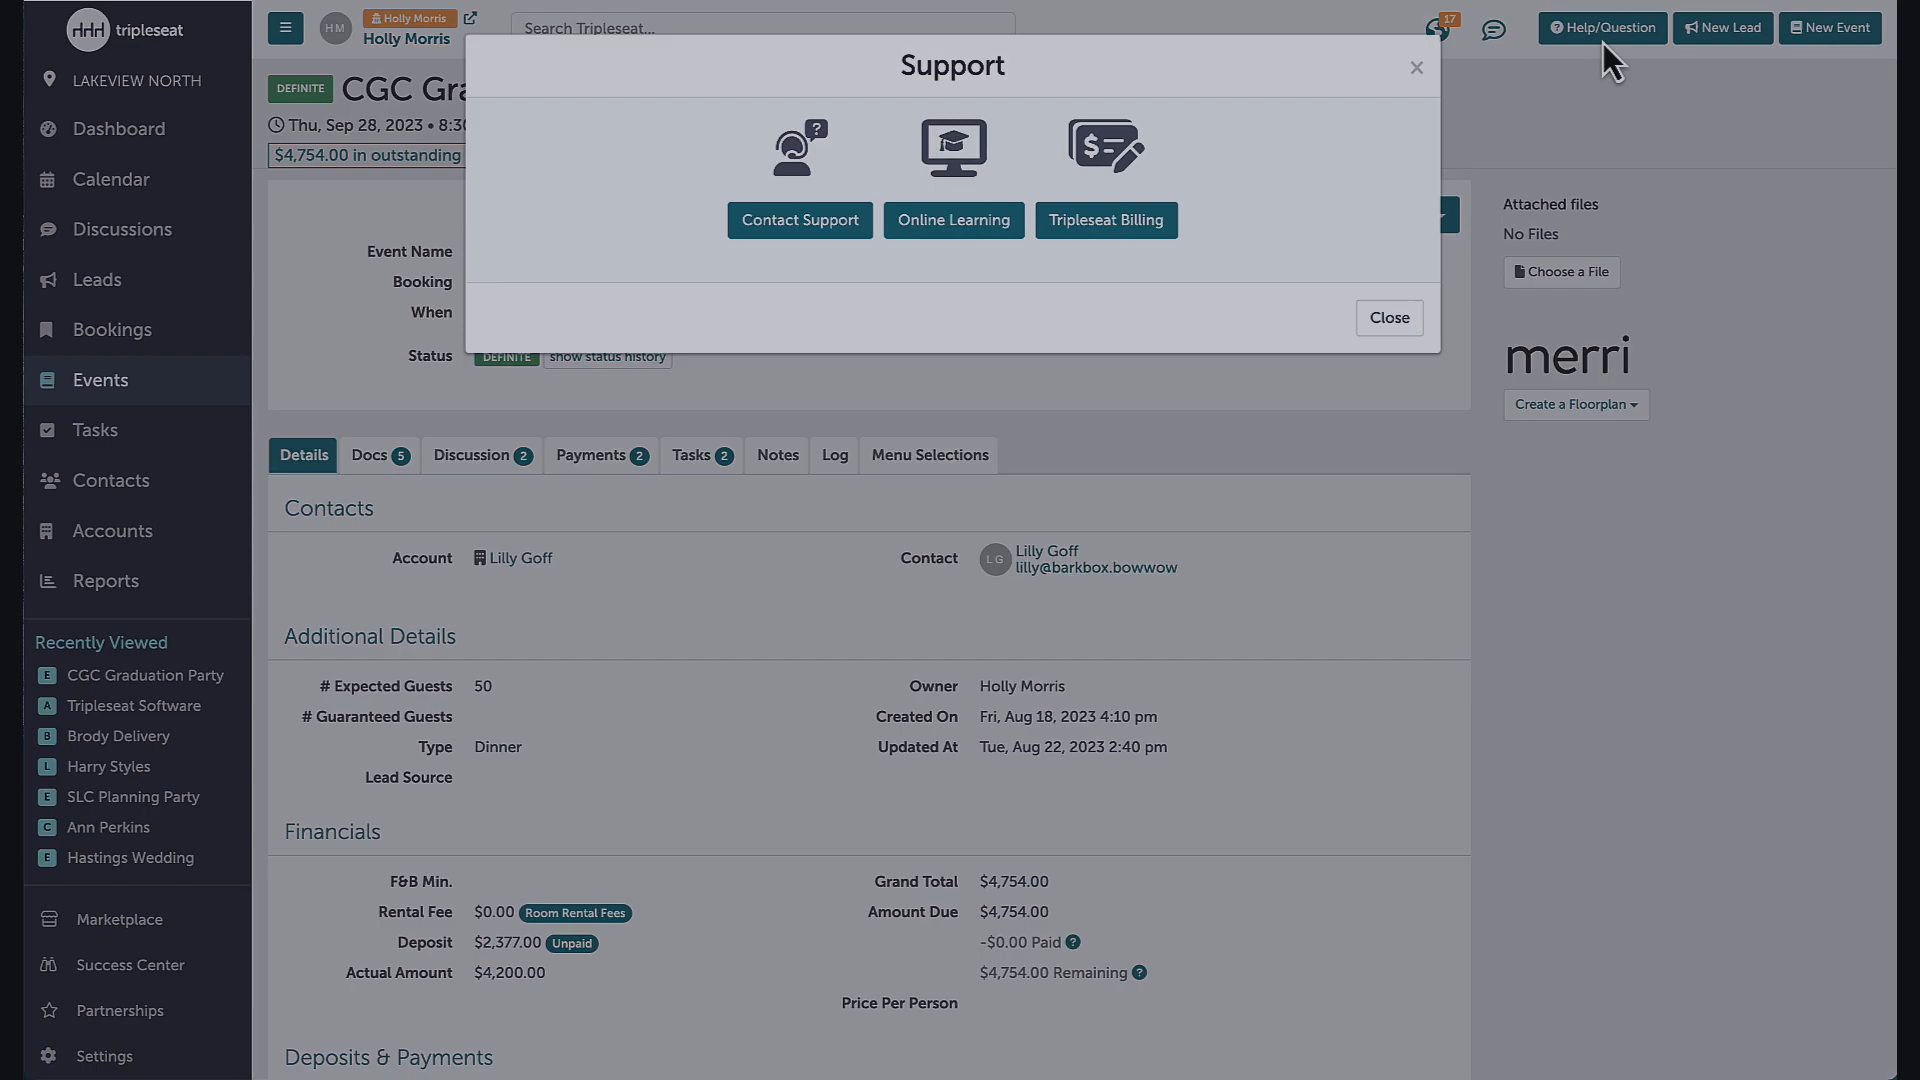 tripleseat
LAKEVIEW NORTH
Dashboard
Calendar
Discussions
Leads
Bookings
Events
Tasks
Contacts
Accounts
Reports
Recently Viewed
E CGC Graduation Party
A Tripleseat Software
B Brody Delivery
L Harry Styles
E SLC Planning Party
C Ann Perkins
E Hastings Wedding
Marketplace
Success Center
Partnerships
Settings
HM
Holly Morris
Holly Morris
Search Tripleseat...
17
Help/Question
New Lead
New Event
DEFINITE CGC Gra
Thu, Sep 28, 2023 • 8:30
$4,754.00 in outstanding
Support
×
Contact Support
Online Learning
Tripleseat Billing
Close
Event Name
Booking
When
Status DEFINITE show status history
Attached files
No Files
Choose a File
merri
Create a Floorplan
Details
Docs 5
Discussion 2
Payments 2
Tasks 2
Notes
Log
Menu Selections
Contacts
Account Lilly Goff
Contact LG Lilly Goff
lilly@barkbox.bowwow
Additional Details
# Expected Guests 50
# Guaranteed Guests
Type Dinner
Lead Source
Owner Holly Morris
Created On Fri, Aug 18, 2023 4:10 pm
Updated At Tue, Aug 22, 2023 2:40 pm
Financials
F&B Min.
Rental Fee $0.00 Room Rental Fees
Deposit $2,377.00 Unpaid
Actual Amount $4,200.00
Grand Total $4,754.00
Amount Due $4,754.00
-$0.00 Paid ?
$4,754.00 Remaining ?
Price Per Person
Deposits & Payments